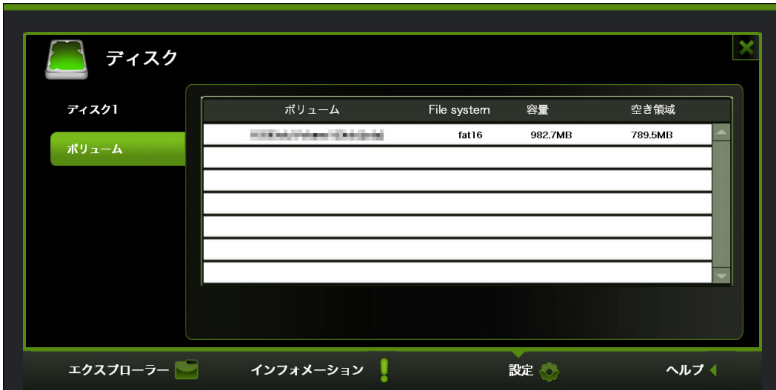 ディスク
ディスク1
ボリューム
ボリューム File system 容量 空き領域
fat16 982.7MB 789.5MB
エクスプローラー インフォメーション 設定 ヘルプ